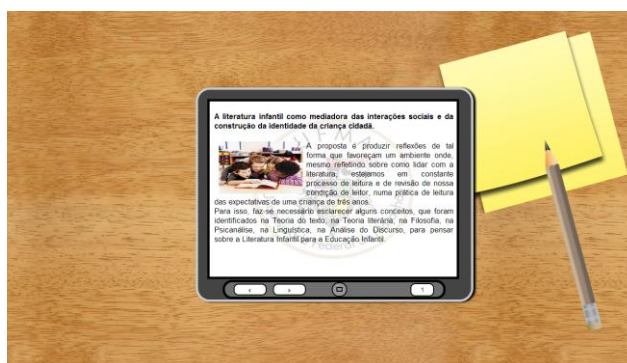 A literatura infantil como mediadora das interações sociais e da
construção da identidade da criança cidadã.
A proposta é produzir reflexões de tal
forma que favoreçam um ambiente onde,
mesmo refletindo sobre como lidar com a
literatura, estejamos em constante
processo de leitura e de revisão de nossa
condição de leitor, numa prática de leitura
das expectativas de uma criança de três anos.
Para isso, faz-se necessário esclarecer alguns conceitos, que foram
identificados na Teoria do texto, na Teoria literária, na Filosofia, na
Psicanálise, na Linguística, na Análise do Discurso, para pensar
sobre a Literatura Infantil para a Educação Infantil.
UFMA
Federal
‹ › 1